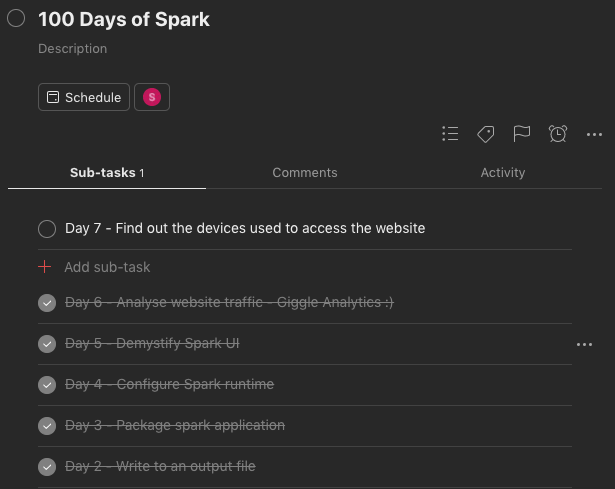 100 Days of Spark
Description
Schedule
S
Sub-tasks 1
Comments
Activity
Day 7 - Find out the devices used to access the website
Add sub-task
Day 6 - Analyse website traffic - Giggle Analytics :)
Day 5 - Demystify Spark UI
Day 4 - Configure Spark runtime
Day 3 - Package spark application
Day 2 - Write to an output file